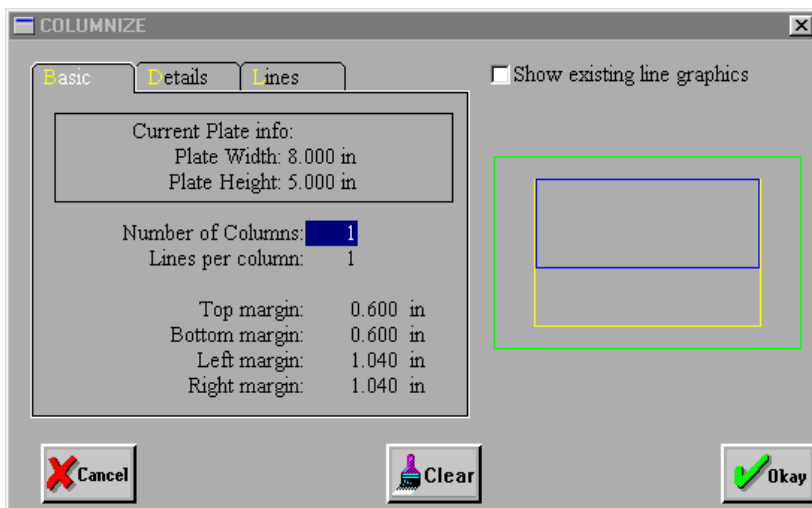 COLUMNIZE
Basic Details Lines
Show existing line graphics
Current Plate info:
Plate Width: 8.000 in
Plate Height: 5.000 in
Number of Columns: 1
Lines per column: 1
Top margin: 0.600 in
Bottom margin: 0.600 in
Left margin: 1.040 in
Right margin: 1.040 in
Cancel Clear Okay